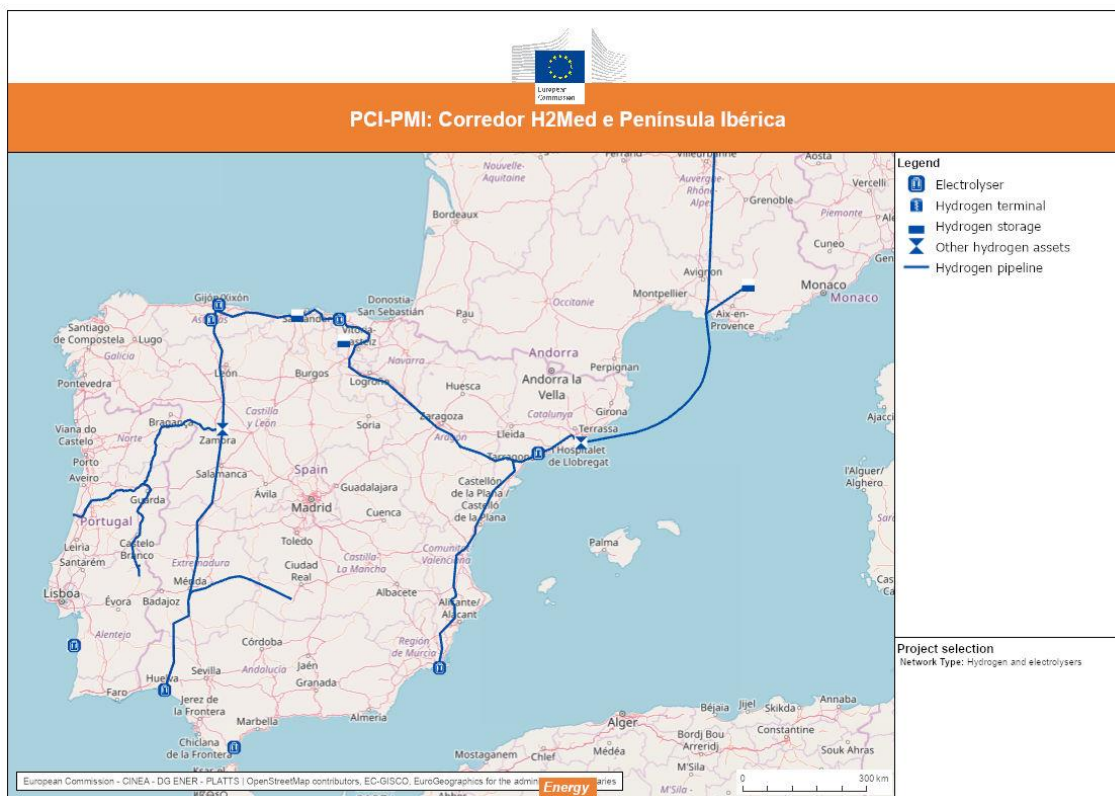 European
Commission
PCI-PMI: Corredor H2Med e Península Ibérica
Legend
Electrolyser
Hydrogen terminal
Hydrogen storage
Other hydrogen assets
Hydrogen pipeline
Nouvelle-
Aquitaine
Auvergne-
Rhône-
Alpes
Aosta
Vercelli
Grenoble
Piemonte
Bordeaux
Cuneo
Avignon
Monaco
Monaco
Montpellier
Aix-en-
Provence
Occitanie
Donostia-
San Sebastián
Pau
Gijón/Xixón
Santiago
de Compostela
Lugo
Galicia
Vitoria-
Navarra
Andorra
Andorra la
Vella
Perpignan
León
Burgos
Logroño
Huesca
Pontevedra
Girona
Catalunya
Terrassa
Bragança
Castilla
y León
Soria
Zaragoza
Lleida
Aragón
L'Hospitalet
de Llobregat
Viana do
Castelo
Norte
Zamora
Porto
Aveiro
Salamanca
Spain
Ávila
Guadalajara
Castellón
de la Plana /
Castelló
de la Plana
Guarda
Madrid
Cuenca
Portugal
Leiria
Santarém
Castelo
Branco
Toledo
Castilla-
La Mancha
Comunitat
Valenciana
Palma
Extremadura
Ciudad
Real
Lisboa
Mérida
Albacete
Évora
Badajoz
Alicante/
Alacant
Alentejo
Córdoba
Región
de Murcia
Jaén
Faro
Huelva
Sevilla
Andalucía
Granada
Jerez de
la Frontera
Almería
Marbella
Chiclana
de la Frontera
Ajacci
l'Alguer/
Alghero
Alger
Béjaia
Jijel
Skikda
Annaba
Mostaganem
Chlef
Médéa
Bordj Bou
Arreridj
Constantine
M'Sila
Souk Ahras
Project selection
Network Type: Hydrogen and electrolysers
European Commission - CINEA - DG ENER - PLATTS | OpenStreetMap contributors, EC-GISCO, EuroGeographics for the
Energy
0
300 km